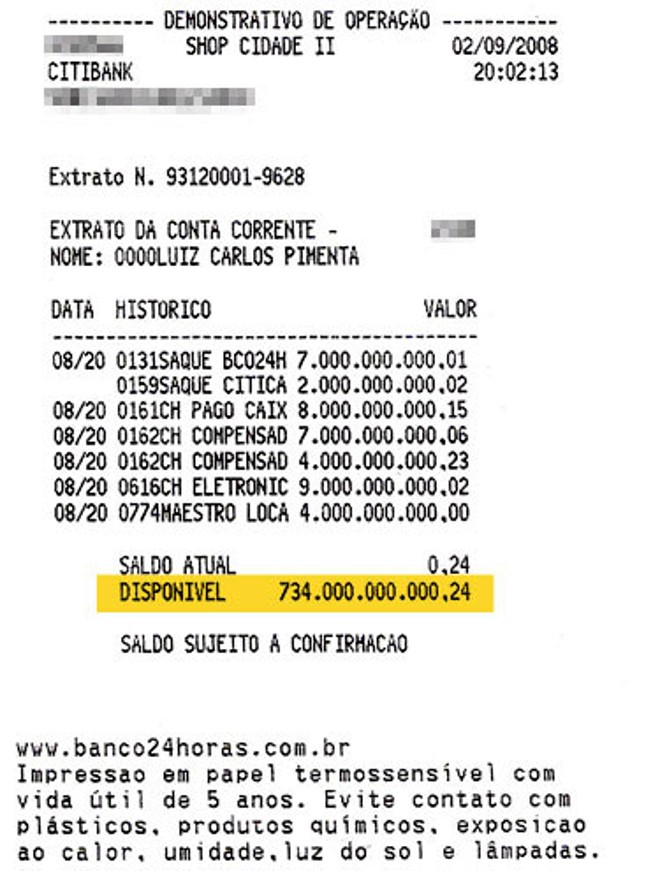 ---------- DEMONSTRATIVO DE OPERAÇÃO -----------
SHOP CIDADE II 02/09/2008
CITIBANK 20:02:13
Extrato N. 93120001-9628
EXTRATO DA CONTA CORRENTE -
NOME: 0000LUIZ CARLOS PIMENTA
DATA HISTORICO VALOR
----------------------------------------
08/20 0131SAQUE BCO24H 7.000.000.000,01
0159SAQUE CITICA 2.000.000.000,02
08/20 0161CH PAGO CAIX 8.000.000.000,15
08/20 0162CH COMPENSAD 7.000.000.000,06
08/20 0162CH COMPENSAD 4.000.000.000,23
08/20 0616CH ELETRONIC 9.000.000.000,02
08/20 0774MAESTRO LOCA 4.000.000.000,00
SALDO ATUAL 0,24
DISPONIVEL 734.000.000.000,24
SALDO SUJEITO A CONFIRMACAO
www.banco24horas.com.br
Impressao em papel termossensível com
vida útil de 5 anos. Evite contato com
plásticos, produtos químicos, exposicao
ao calor, umidade,luz do sol e lâmpadas.